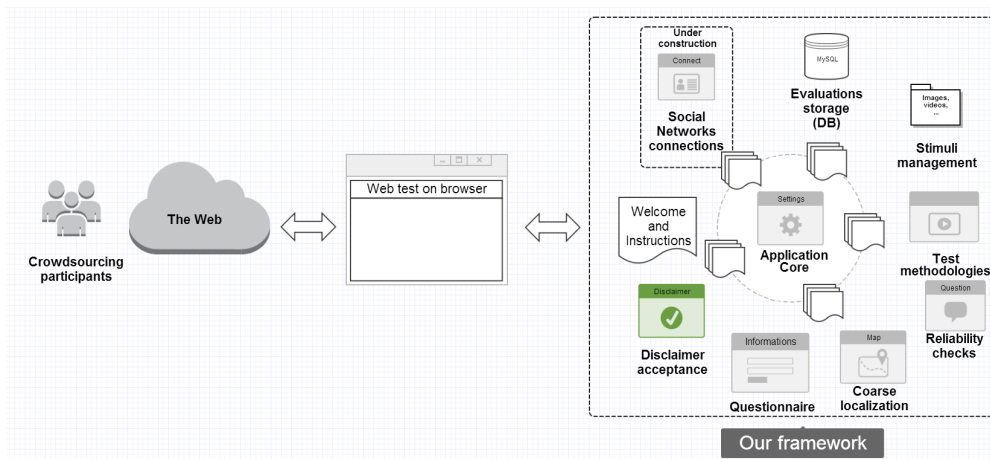 Under
construction
Connect
Social
Networks
connections
MySQL
Evaluations
storage
(DB)
Images,
videos,
...
Stimuli
management
Crowdsourcing
participants
The Web
Web test on browser
Welcome
and
Instructions
Settings
Application
Core
Test
methodologies
Disclaimer
Disclaimer
acceptance
Informations
Questionnaire
Map
Coarse
localization
Question
Reliability
checks
Our framework